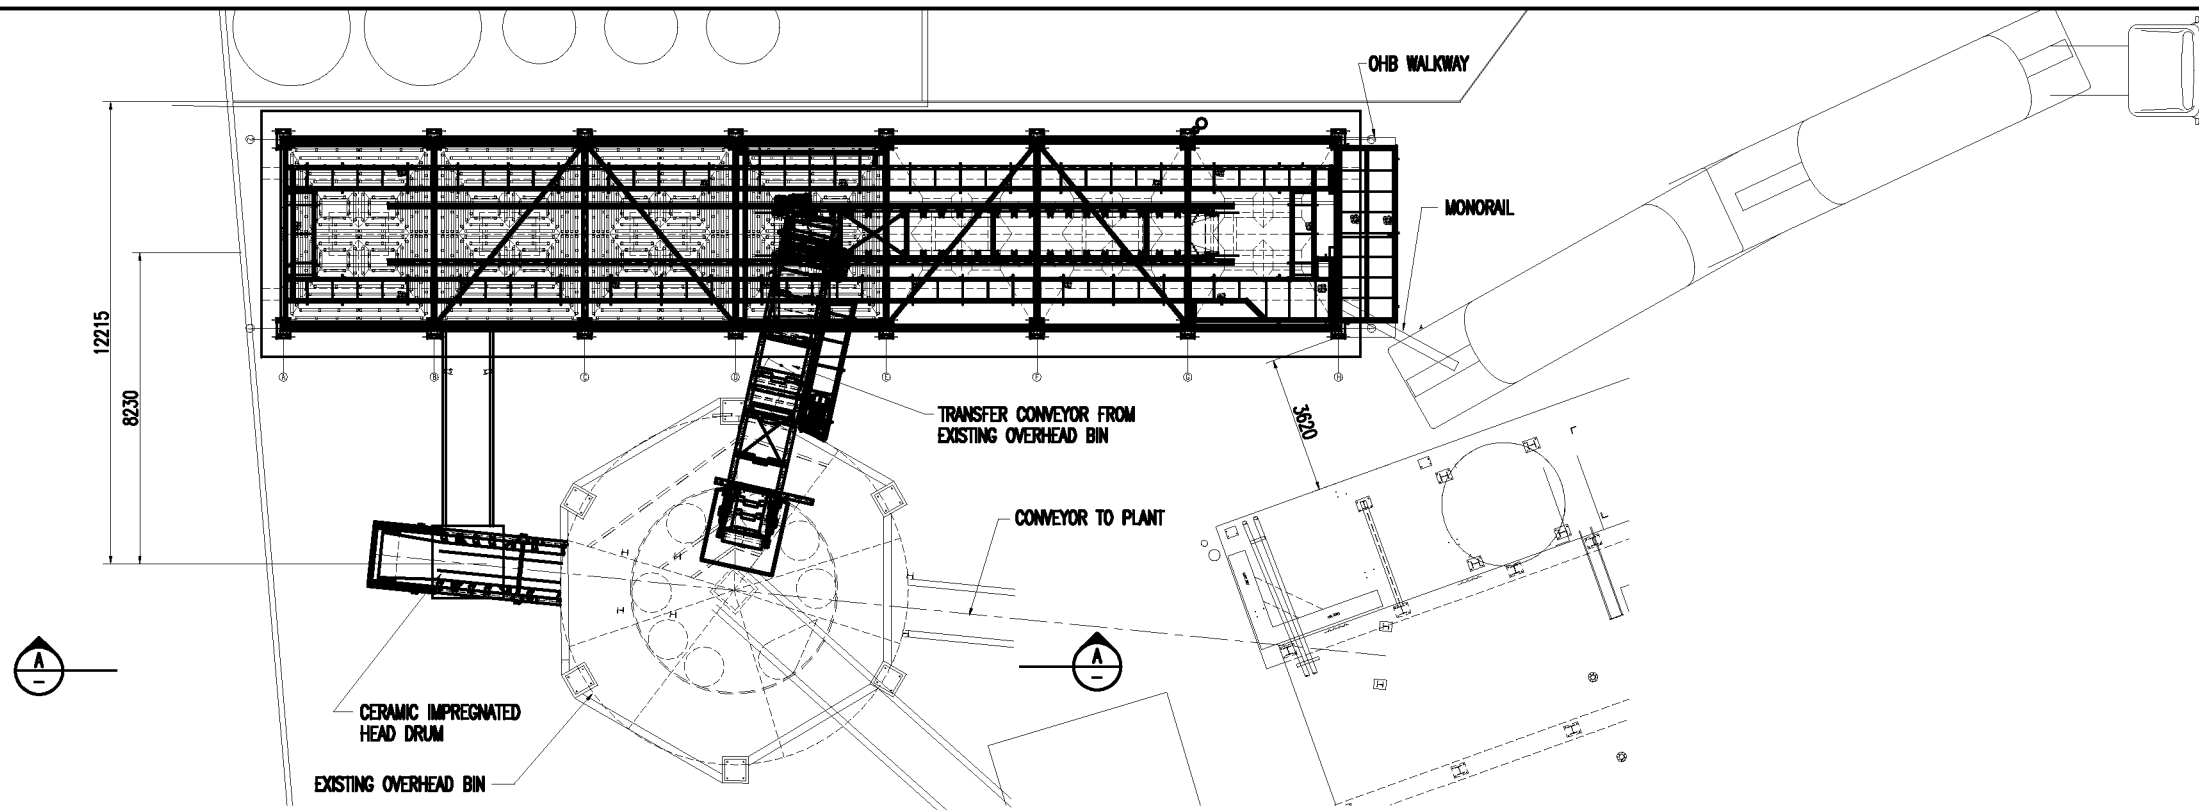 OHB WALKWAY
MONORAIL
12215
8230
A
B
C
D
E
F
G
H
3620
TRANSFER CONVEYOR FROM
EXISTING OVERHEAD BIN
CONVEYOR TO PLANT
A
–
A
–
CERAMIC IMPREGNATED
HEAD DRUM
EXISTING OVERHEAD BIN